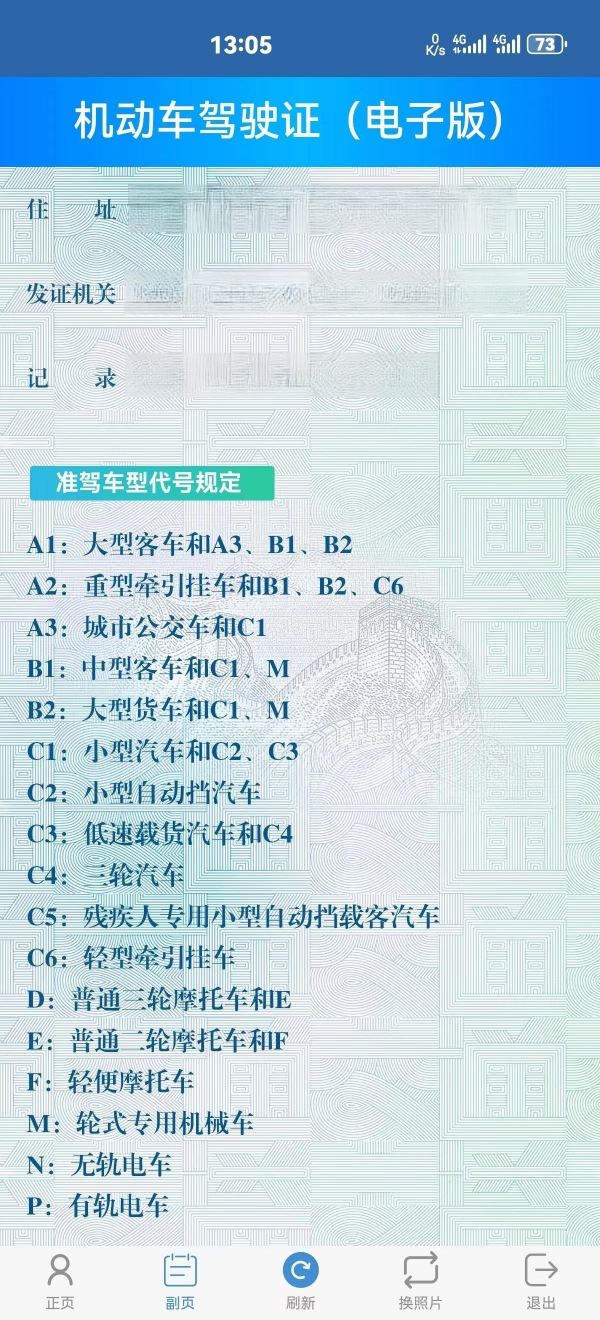 13:05
0 K/s 4G 4G 73
机动车驾驶证（电子版）
住 址
发证机关
记 录
准驾车型代号规定
A1：大型客车和A3、B1、B2
A2：重型牵引挂车和B1、B2、C6
A3：城市公交车和C1
B1：中型客车和C1、M
B2：大型货车和C1、M
C1：小型汽车和C2、C3
C2：小型自动挡汽车
C3：低速载货汽车和C4
C4：三轮汽车
C5：残疾人专用小型自动挡载客汽车
C6：轻型牵引挂车
D：普通三轮摩托车和E
E：普通二轮摩托车和F
F：轻便摩托车
M：轮式专用机械车
N：无轨电车
P：有轨电车
正页 副页 刷新 换照片 退出